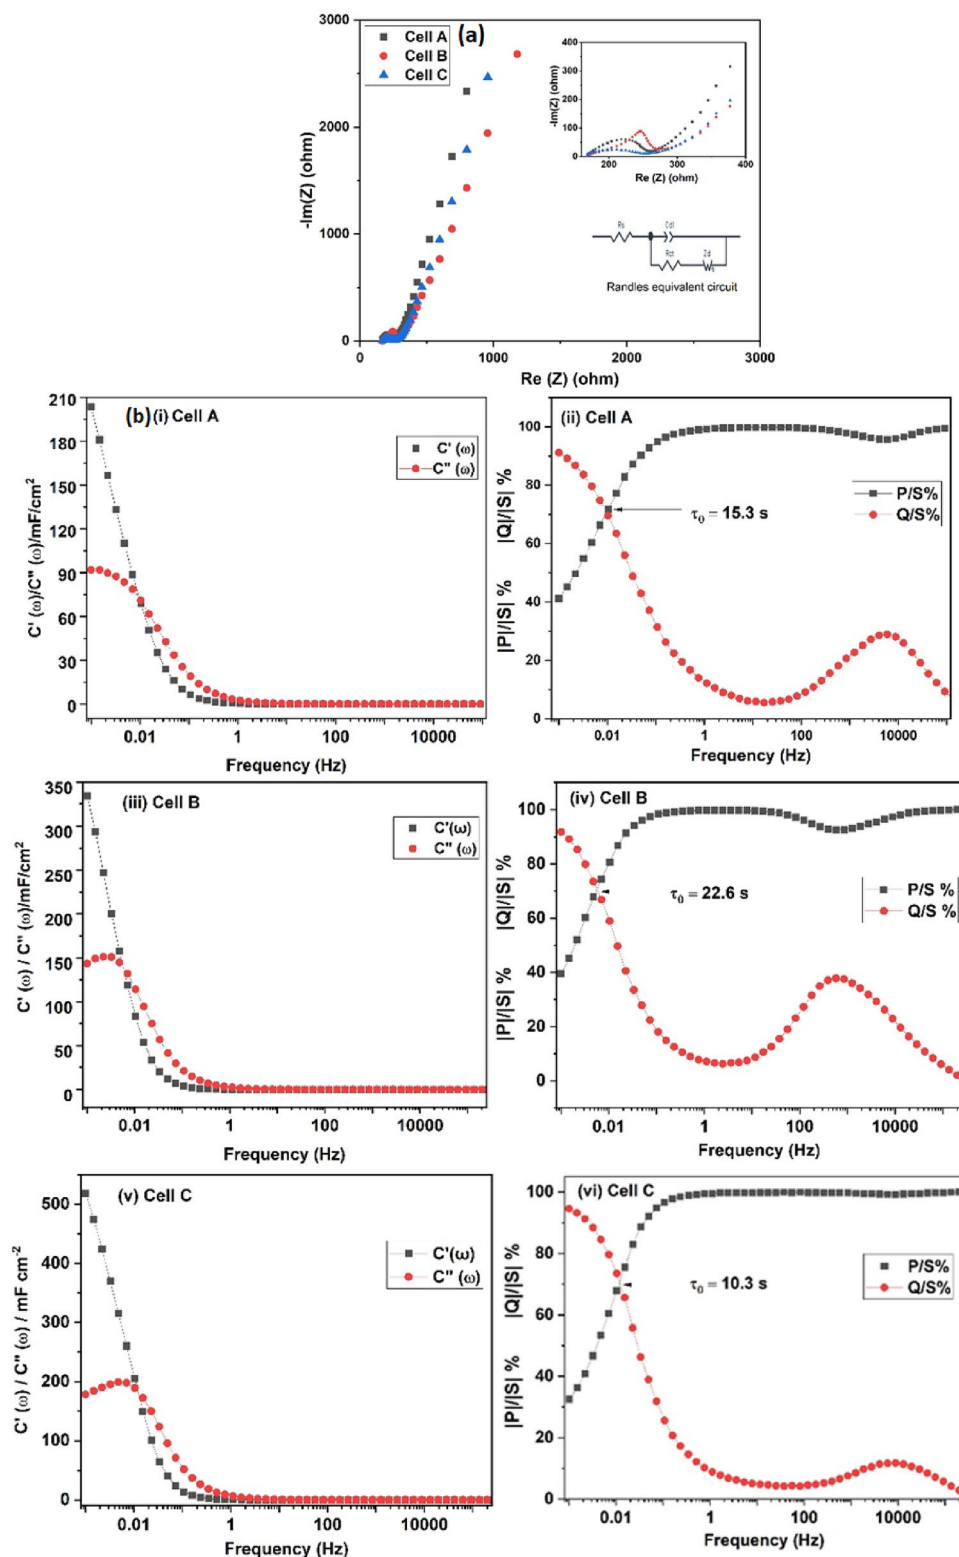 (a)
Cell A
Cell B
Cell C
-Im(Z) (ohm)
3000
2000
1000
0
0
1000
2000
3000
Re (Z) (ohm)
-Im(Z) (ohm)
400
300
200
100
0
200
300
400
Re (Z) (ohm)
Rs
Cdl
Rct
Zd
Randles equivalent circuit
(b)
(i) Cell A
C' (ω)
C'' (ω)
C' (ω)/C'' (ω)/mF/cm²
210
180
150
120
90
60
30
0
0.01
1
100
10000
Frequency (Hz)
(ii) Cell A
P/S%
Q/S%
τ₀ = 15.3 s
|P|/|S| % |Q|/|S| %
100
80
60
40
20
0
0.01
1
100
10000
Frequency (Hz)
(iii) Cell B
C'(ω)
C'' (ω)
C' (ω) / C'' (ω)/mF/cm²
350
300
250
200
150
100
50
0
0.01
1
100
10000
Frequency (Hz)
(iv) Cell B
P/S %
Q/S %
τ₀ = 22.6 s
|P|/|S| % |Q|/|S| %
100
80
60
40
20
0
0.01
1
100
10000
Frequency (Hz)
(v) Cell C
C'(ω)
C'' (ω)
C' (ω) / C'' (ω) / mF cm⁻²
500
400
300
200
100
0
0.01
1
100
10000
Frequency (Hz)
(vi) Cell C
P/S%
Q/S%
τ₀ = 10.3 s
|P|/|S| % |Q|/|S| %
100
80
60
40
20
0
0.01
1
100
10000
Frequency (Hz)